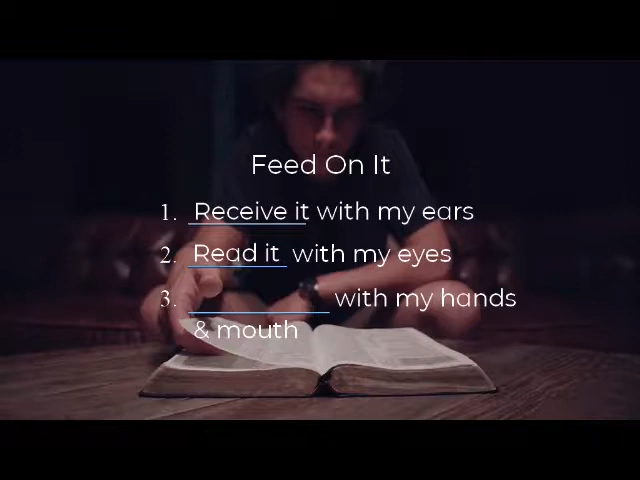 Feed On It
1. Receive it with my ears
2. Read it with my eyes
3. ____________ with my hands
& mouth